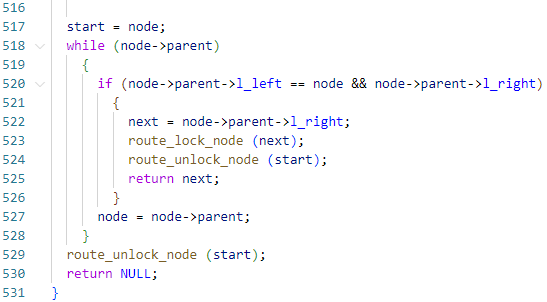 516
517 start = node;
518 while (node->parent)
519 {
520 if (node->parent->l_left == node && node->parent->l_right)
521 {
522 next = node->parent->l_right;
523 route_lock_node (next);
524 route_unlock_node (start);
525 return next;
526 }
527 node = node->parent;
528 }
529 route_unlock_node (start);
530 return NULL;
531 }